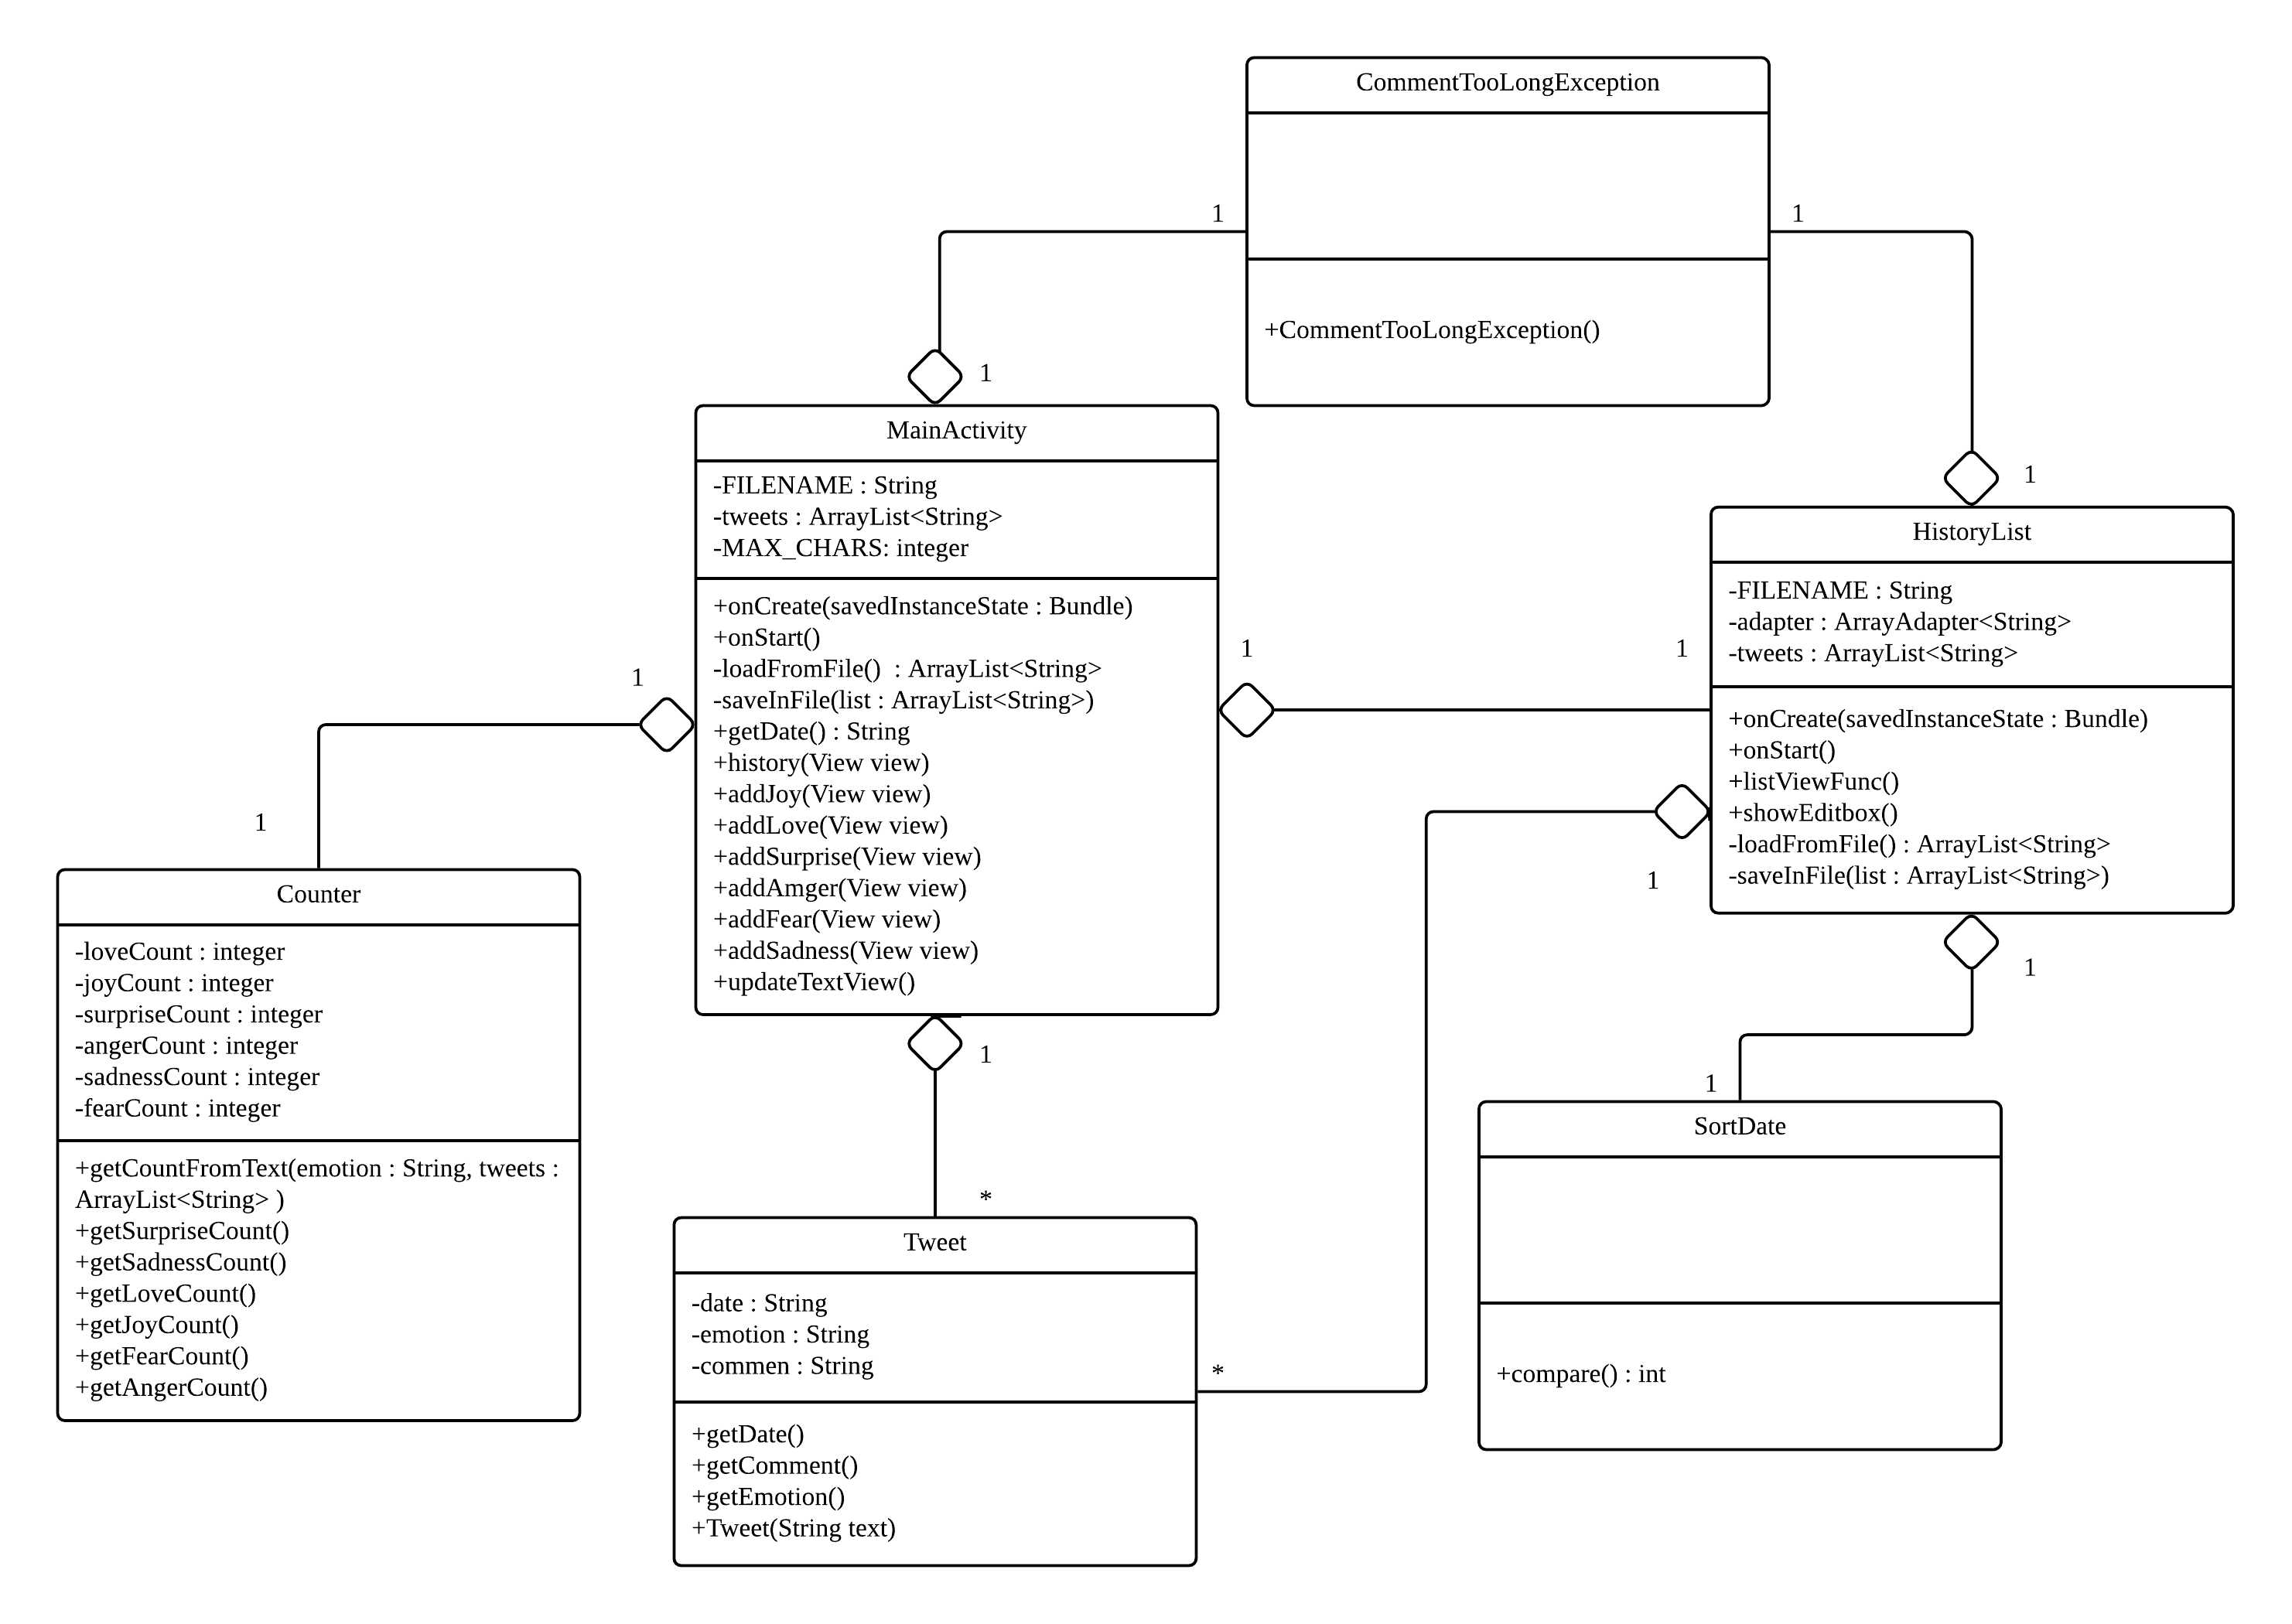 CommentTooLongException
+CommentTooLongException()
1
1
1
1
MainActivity
-FILENAME : String
-tweets : ArrayList<String>
-MAX_CHARS: integer
+onCreate(savedInstanceState : Bundle)
+onStart()
-loadFromFile()  : ArrayList<String>
-saveInFile(list : ArrayList<String>)
+getDate() : String
+history(View view)
+addJoy(View view)
+addLove(View view)
+addSurprise(View view)
+addAmger(View view)
+addFear(View view)
+addSadness(View view)
+updateTextView()
1
1
1
1
HistoryList
-FILENAME : String
-adapter : ArrayAdapter<String>
-tweets : ArrayList<String>
+onCreate(savedInstanceState : Bundle)
+onStart()
+listViewFunc()
+showEditbox()
-loadFromFile() : ArrayList<String>
-saveInFile(list : ArrayList<String>)
1
1
Counter
-loveCount : integer
-joyCount : integer
-surpriseCount : integer
-angerCount : integer
-sadnessCount : integer
-fearCount : integer
+getCountFromText(emotion : String, tweets :
ArrayList<String> )
+getSurpriseCount()
+getSadnessCount()
+getLoveCount()
+getJoyCount()
+getFearCount()
+getAngerCount()
1
*
Tweet
-date : String
-emotion : String
-commen : String
+getDate()
+getComment()
+getEmotion()
+Tweet(String text)
*
1
SortDate
+compare() : int